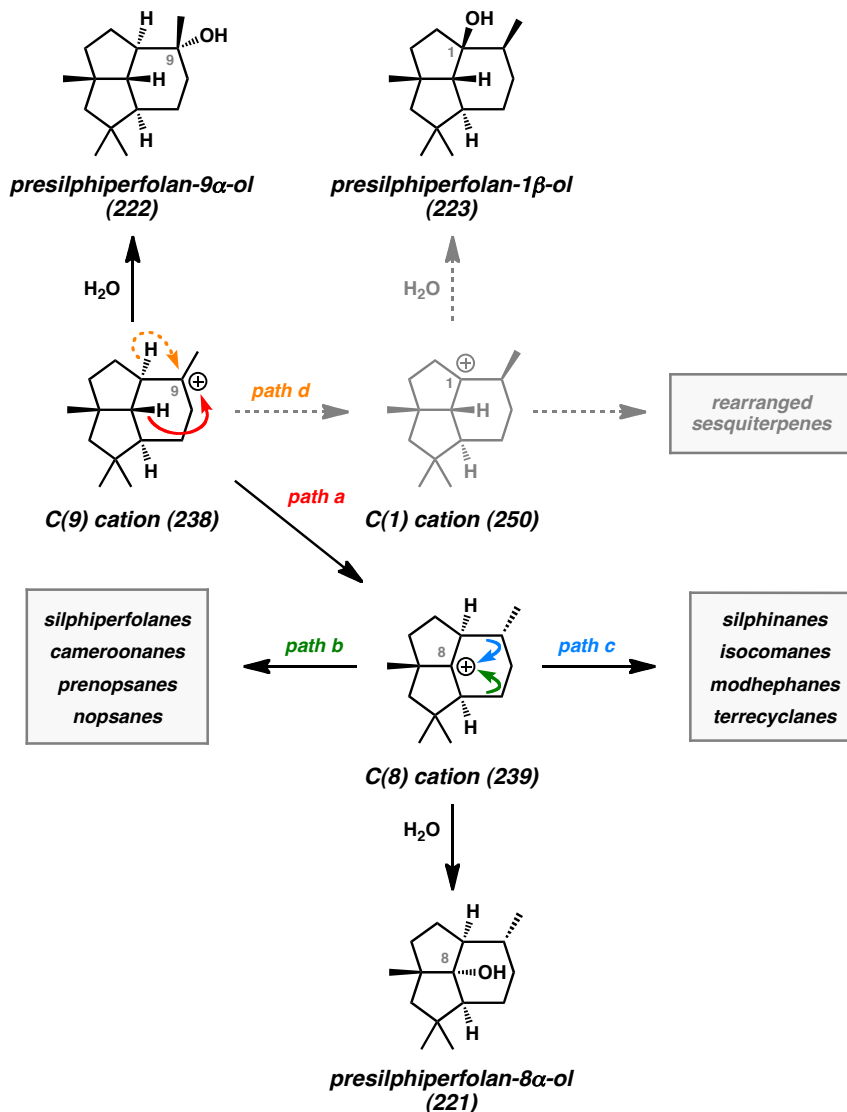 H
OH
9
H
H
presilphiperfolan-9α-ol
(222)
OH
1
H
H
presilphiperfolan-1β-ol
(223)
H₂O
H₂O
H
9
H
H
C(9) cation (238)
path d
1
H
H
C(1) cation (250)
rearranged
sesquiterpenes
path a
silphiperfolanes
cameroonanes
prenopsanes
nopsanes
path b
H
8
H
C(8) cation (239)
path c
silphinanes
isocomanes
modhephanes
terrecyclanes
H₂O
H
8
OH
H
presilphiperfolan-8α-ol
(221)